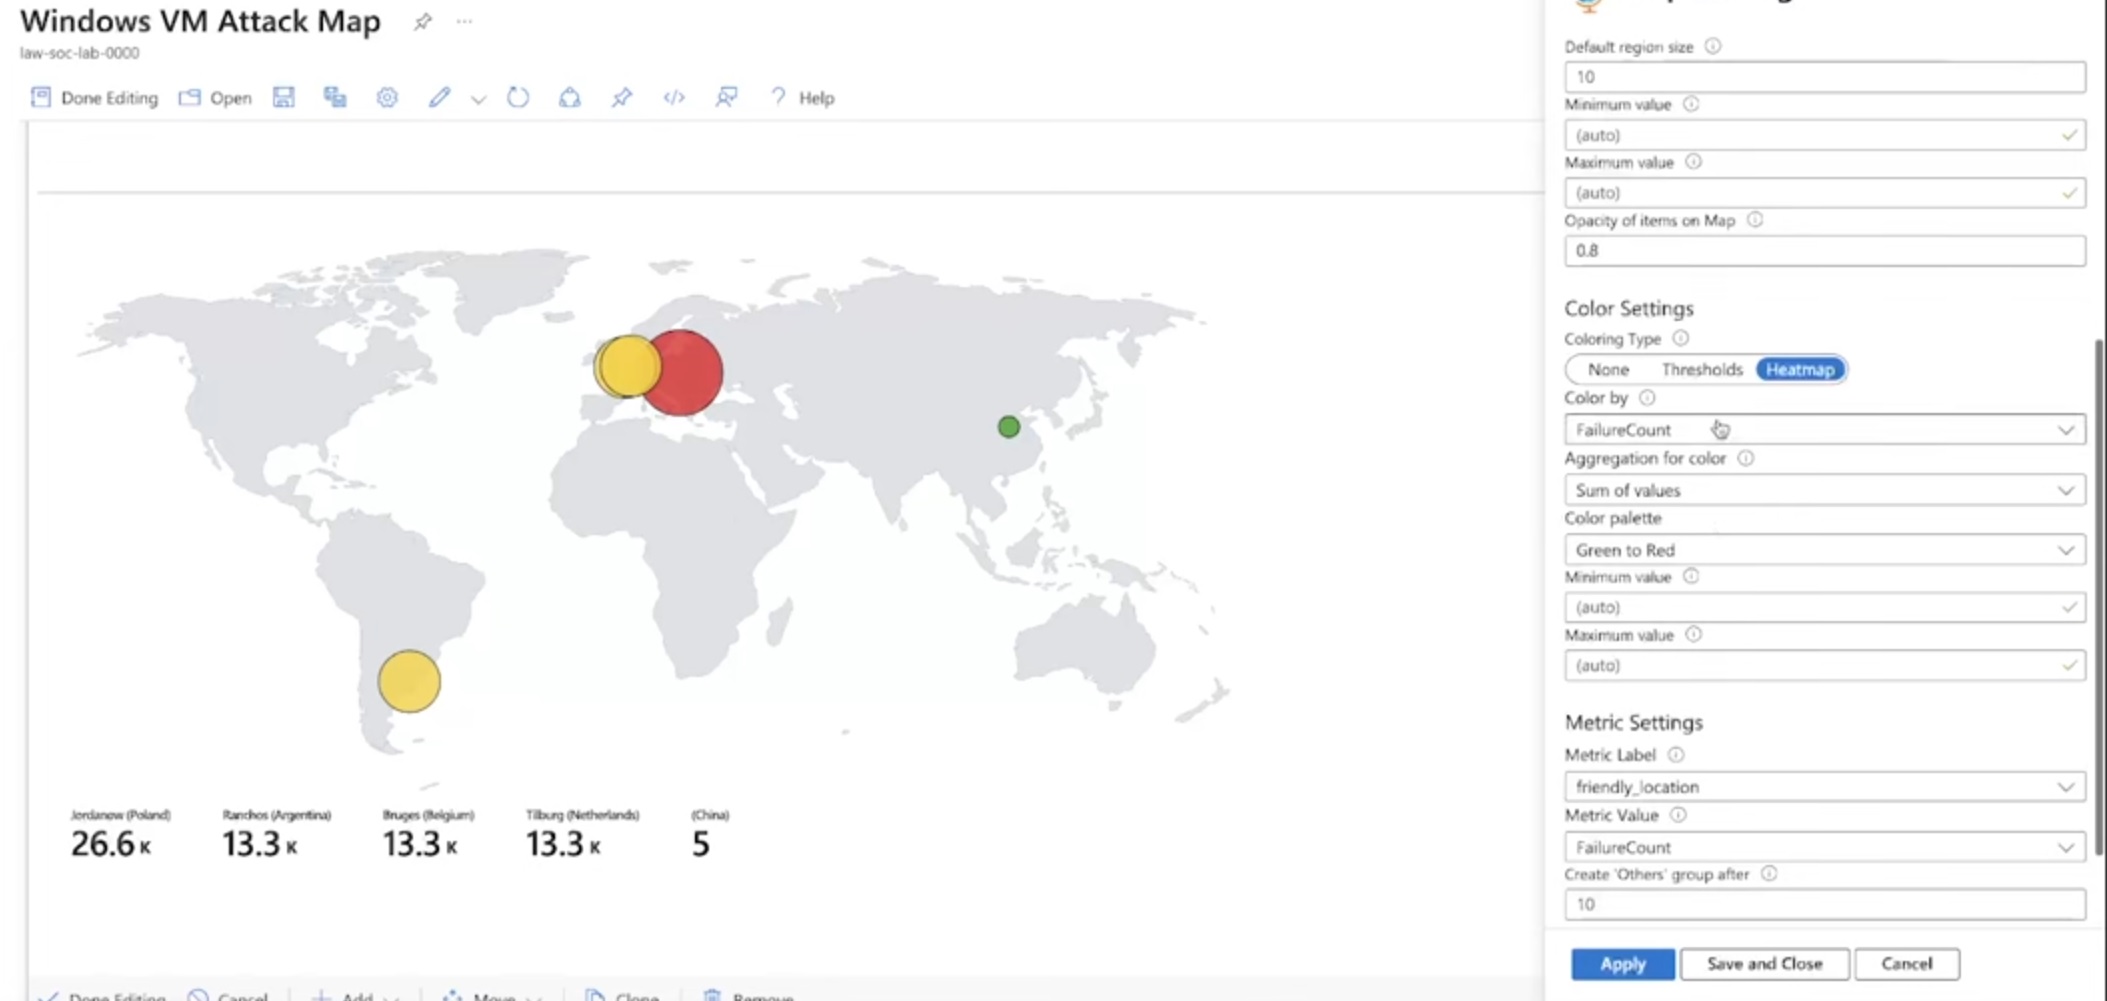 Windows VM Attack Map
law-soc-lab-0000
Done Editing Open Help
Default region size
10
Minimum value
(auto)
Maximum value
(auto)
Opacity of items on Map
0.8
Color Settings
Coloring Type
None Thresholds Heatmap
Color by
FailureCount
Aggregation for color
Sum of values
Color palette
Green to Red
Minimum value
(auto)
Maximum value
(auto)
Metric Settings
Metric Label
friendly_location
Metric Value
FailureCount
Create 'Others' group after
10
Apply Save and Close Cancel
Jordanow (Poland) Ranchos (Argentina) Bruges (Belgium) Tilburg (Netherlands) (China)
26.6 K 13.3 K 13.3 K 13.3 K 5
Done Editing Cancel Add Move Clone Remove